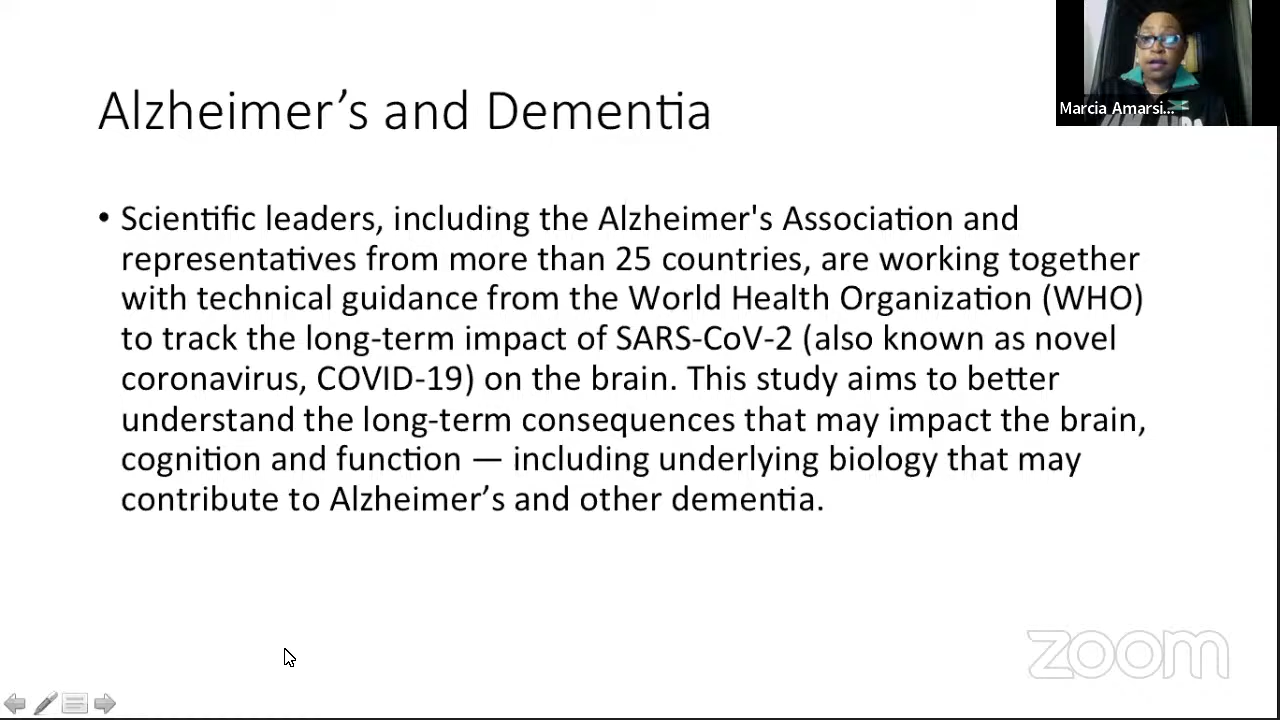 Alzheimer’s and Dementia
Marcia Amarsi...
• Scientific leaders, including the Alzheimer's Association and
representatives from more than 25 countries, are working together
with technical guidance from the World Health Organization (WHO)
to track the long-term impact of SARS-CoV-2 (also known as novel
coronavirus, COVID-19) on the brain. This study aims to better
understand the long-term consequences that may impact the brain,
cognition and function — including underlying biology that may
contribute to Alzheimer’s and other dementia.
zoom